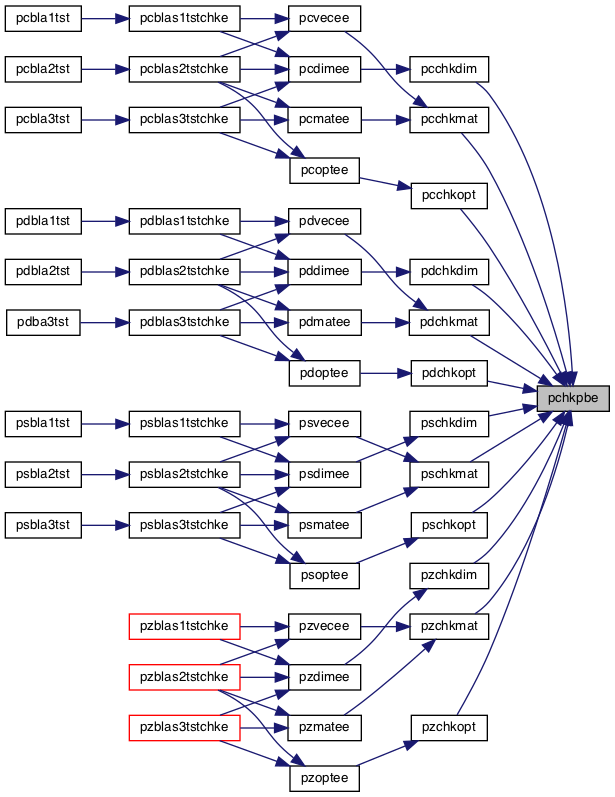 pcbla1tst pcblas1tstchke pcvecee
pcbla2tst pcblas2tstchke pcdimee pcchkdim
pcbla3tst pcblas3tstchke pcmatee pcchkmat
pcoptee pcchkopt
pdbla1tst pdblas1tstchke pdvecee
pdbla2tst pdblas2tstchke pddimee pdchkdim
pdba3tst pdblas3tstchke pdmatee pdchkmat
pdoptee pdchkopt
pchkpbe
psbla1tst psblas1tstchke psvecee pschkdim
psbla2tst psblas2tstchke psdimee pschkmat
psbla3tst psblas3tstchke psmatee pschkopt
psoptee pzchkdim
pzblas1tstchke pzvecee pzchkmat
pzblas2tstchke pzdimee
pzblas3tstchke pzmatee pzchkopt
pzoptee